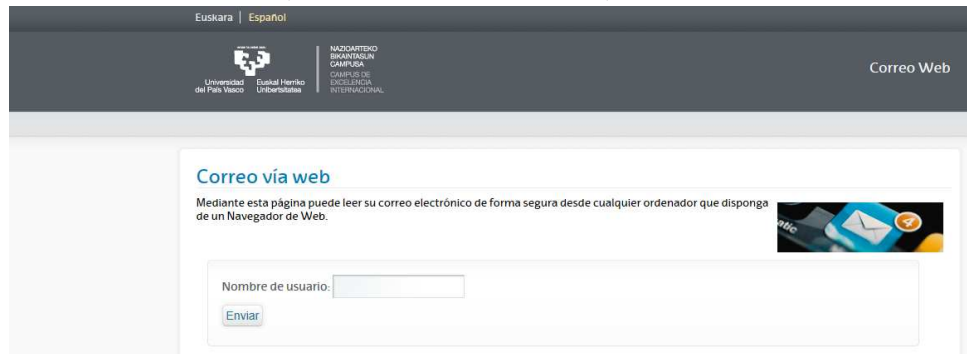 Euskara | Español
NAZIOARTEKO
BIKAINTASUN
CAMPUSA
CAMPUS DE
EXCELENCIA
INTERNACIONAL
Universidad Euskal Herriko
del País Vasco Unibertsitatea
Correo Web
Correo vía web
Mediante esta página puede leer su correo electrónico de forma segura desde cualquier ordenador que disponga
de un Navegador de Web.
atic
4
Nombre de usuario:
Enviar